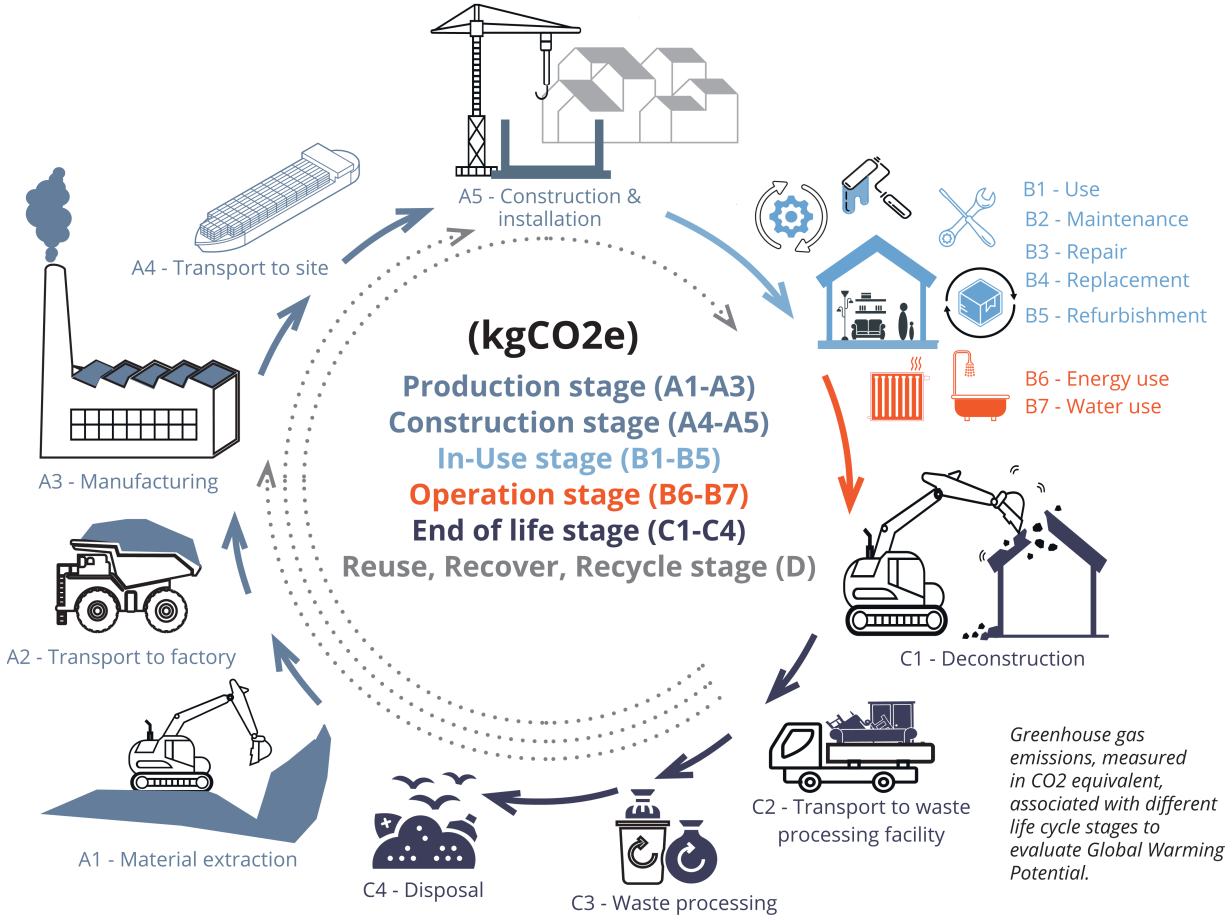 A5 - Construction &
installation
A4 - Transport to site
B1 - Use
B2 - Maintenance
B3 - Repair
B4 - Replacement
B5 - Refurbishment
B6 - Energy use
B7 - Water use
(kgCO2e)
Production stage (A1-A3)
Construction stage (A4-A5)
In-Use stage (B1-B5)
Operation stage (B6-B7)
End of life stage (C1-C4)
Reuse, Recover, Recycle stage (D)
A3 - Manufacturing
A2 - Transport to factory
A1 - Material extraction
C1 - Deconstruction
C2 - Transport to waste
processing facility
C3 - Waste processing
C4 - Disposal
Greenhouse gas
emissions, measured
in CO2 equivalent,
associated with different
life cycle stages to
evaluate Global Warming
Potential.